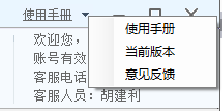 使用手册
使用手册
当前版本
意见反馈
欢迎您，
账号有效
客服电话
客服人员：胡建利